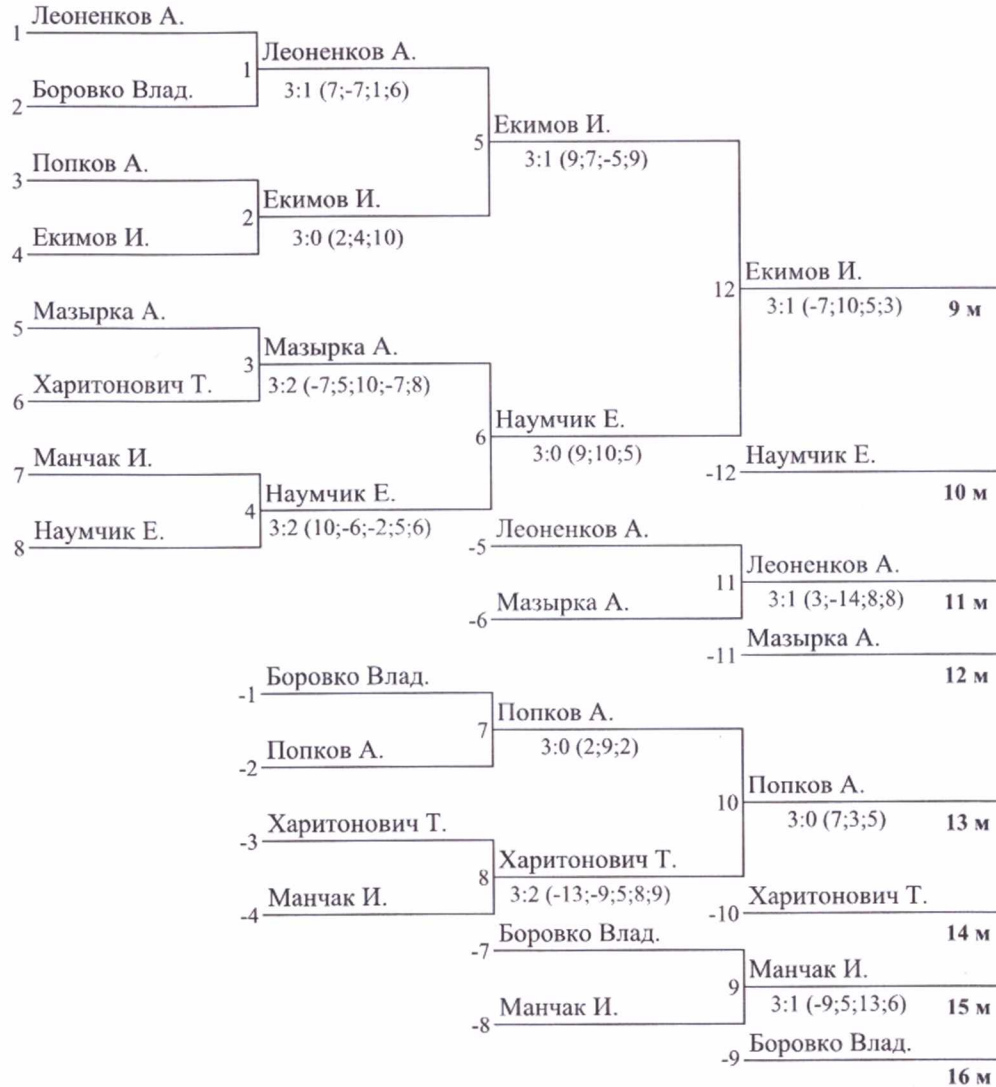 Леоненков А.
1
Леоненков А.
1
3:1 (7;-7;1;6)
Боровко Влад.
2
Екимов И.
5
3:1 (9;7;-5;9)
Попков А.
3
Екимов И.
2
3:0 (2;4;10)
Екимов И.
4
Екимов И.
12
3:1 (-7;10;5;3) 9 м
Мазырка А.
5
Мазырка А.
3
3:2 (-7;5;10;-7;8)
Харитонович Т.
6
Наумчик Е.
6
3:0 (9;10;5)
Манчак И.
7
Наумчик Е.
-12
10 м
Наумчик Е.
4
3:2 (10;-6;-2;5;6)
Наумчик Е.
8
Леоненков А.
-5
Леоненков А.
11
3:1 (3;-14;8;8) 11 м
Мазырка А.
-6
Мазырка А.
-11
12 м
Боровко Влад.
-1
Попков А.
7
3:0 (2;9;2)
Попков А.
-2
Попков А.
10
3:0 (7;3;5) 13 м
Харитонович Т.
-3
Харитонович Т.
8
3:2 (-13;-9;5;8;9)
Манчак И.
-4
Харитонович Т.
-10
14 м
Боровко Влад.
-7
Манчак И.
9
3:1 (-9;5;13;6) 15 м
Манчак И.
-8
Боровко Влад.
-9
16 м